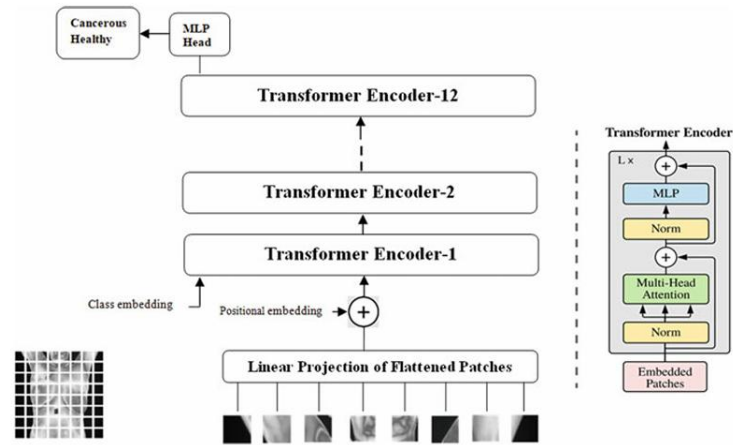 Cancerous
Healthy
MLP
Head
Transformer Encoder-12
Transformer Encoder-2
Transformer Encoder-1
Class embedding
Positional embedding
+
Linear Projection of Flattened Patches
Transformer Encoder
L ×
+
MLP
Norm
+
Multi-Head
Attention
Norm
Embedded
Patches